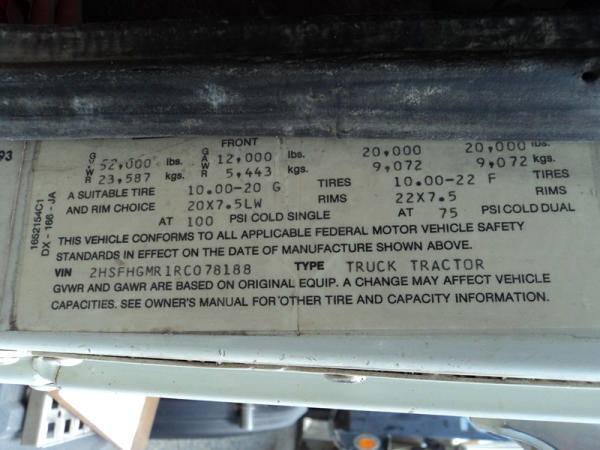 93 FRONT
G 52,000 lbs. G 12,000 lbs. 20,000 20,000 lbs.
R 23,587 kgs. R 5,443 kgs. 9,072 9,072 kgs.
A SUITABLE TIRE 10.00-20 G TIRES 10.00-22 F TIRES
AND RIM CHOICE 20X7.5LW RIMS 22X7.5 RIMS
AT 100 PSI COLD SINGLE AT 75 PSI COLD DUAL
THIS VEHICLE CONFORMS TO ALL APPLICABLE FEDERAL MOTOR VEHICLE SAFETY
STANDARDS IN EFFECT ON THE DATE OF MANUFACTURE SHOWN ABOVE.
VIN 2HSFHGMR1RC078188 TYPE TRUCK TRACTOR
GVWR AND GAWR ARE BASED ON ORIGINAL EQUIP. A CHANGE MAY AFFECT VEHICLE
CAPACITIES. SEE OWNER'S MANUAL FOR OTHER TIRE AND CAPACITY INFORMATION.
1652154C1
DX-166-JA